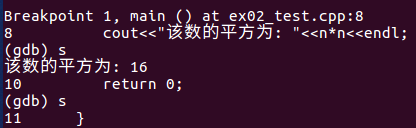 Breakpoint 1, main () at ex02_test.cpp:8
8 cout<<"该数的平方为: "<<n*n<<endl;
(gdb) s
该数的平方为: 16
10 return 0;
(gdb) s
11 }